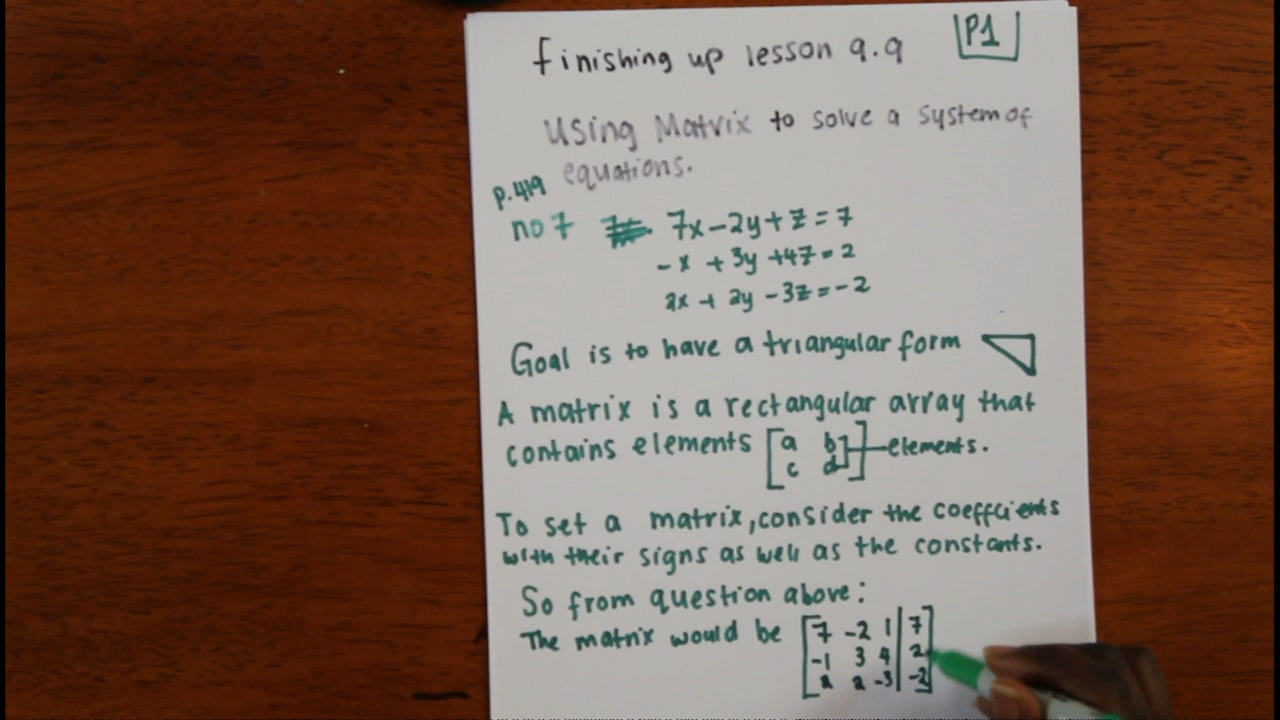 P1
finishing up lesson 9.9
Using Matrix to solve a system of
equations.
p.419
no 7 7x-2y+z=7
-x +3y +4z=2
2x + 2y -3z=-2
Goal is to have a triangular form
A matrix is a rectangular array that
contains elements [a b
c d] elements.
To set a matrix, consider the coeffcients
with their signs as well as the constants.
So from question above:
The matrix would be [7 -2 1 | 7
-1 3 4 | 2
2 2 -3 | -2]